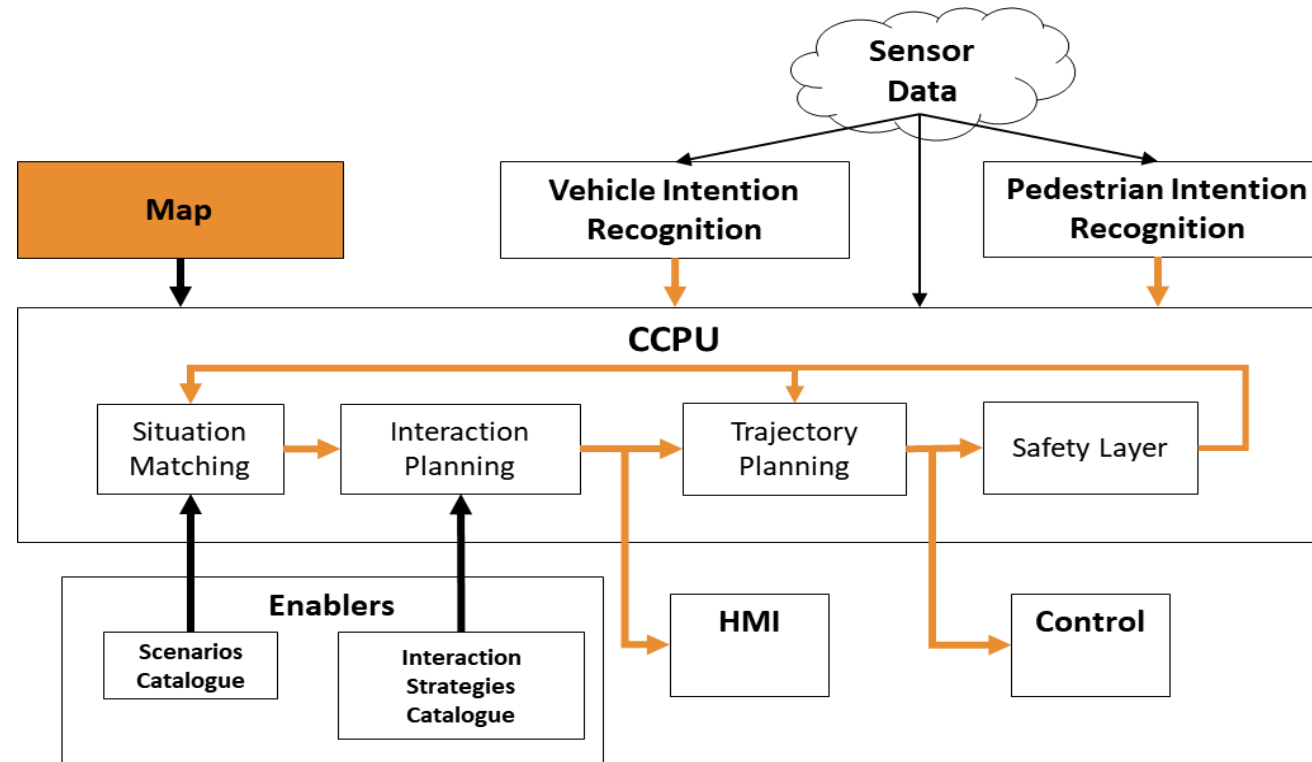 Sensor
Data
Map
Vehicle Intention
Recognition
Pedestrian Intention
Recognition
CCPU
Situation
Matching
Interaction
Planning
Trajectory
Planning
Safety Layer
Enablers
Scenarios
Catalogue
Interaction
Strategies
Catalogue
HMI
Control